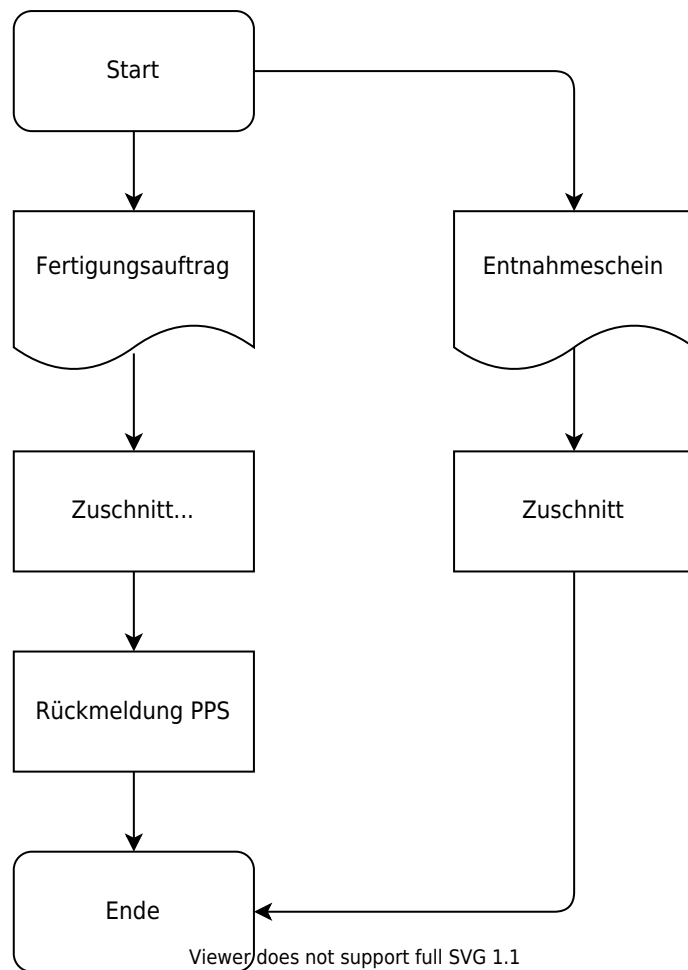 Start
Fertigungsauftrag
Entnahmeschein
Zuschnitt...
Zuschnitt
Rückmeldung PPS
Ende
Viewer does not support full SVG 1.1